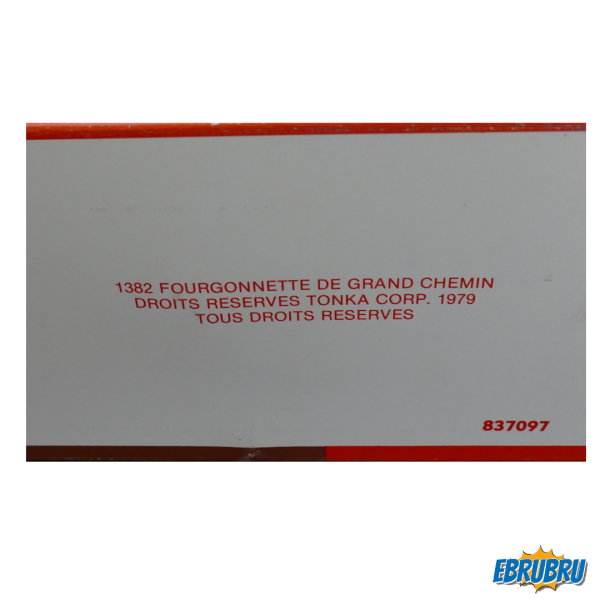 1382 FOURGONNETTE DE GRAND CHEMIN
DROITS RESERVES TONKA CORP. 1979
TOUS DROITS RESERVES
837097
EBRUBRU